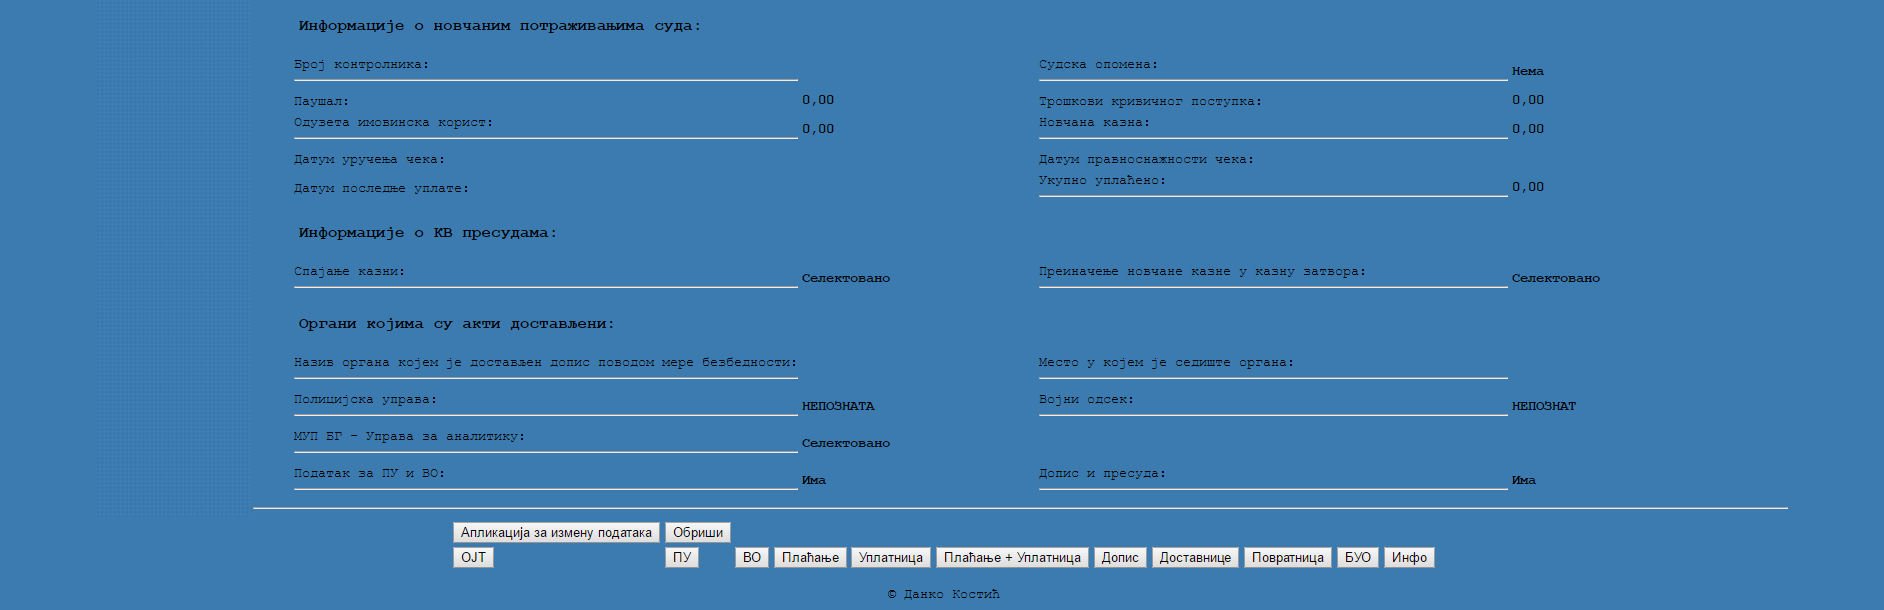 Информације о новчаним потраживањима суда:
Број контролника:
Судска опомена: Нема
Паушал: 0,00
Трошкови кривичног поступка: 0,00
Одузета имовинска корист: 0,00
Новчана казна: 0,00
Датум уручења чека:
Датум правноснажности чека:
Датум последње уплате:
Укупно уплаћено: 0,00
Информације о КВ пресудама:
Спајање казни: Селектовано
Преиначење новчане казне у казну затвора: Селектовано
Органи којима су акти достављени:
Назив органа којем је достављен допис поводом мере безбедности:
Место у којем је седиште органа:
Полицијска управа: НЕПОЗНАТА
Војни одсек: НЕПОЗНАТ
МУП БГ - Управа за аналитику: Селектовано
Податак за ПУ и ВО: Има
Допис и пресуда: Има
Апликација за измену података Обриши
ОЈТ ПУ ВО Плаћање Уплатница Плаћање + Уплатница Допис Доставнице Повратница БУО Инфо
© Данко Костић